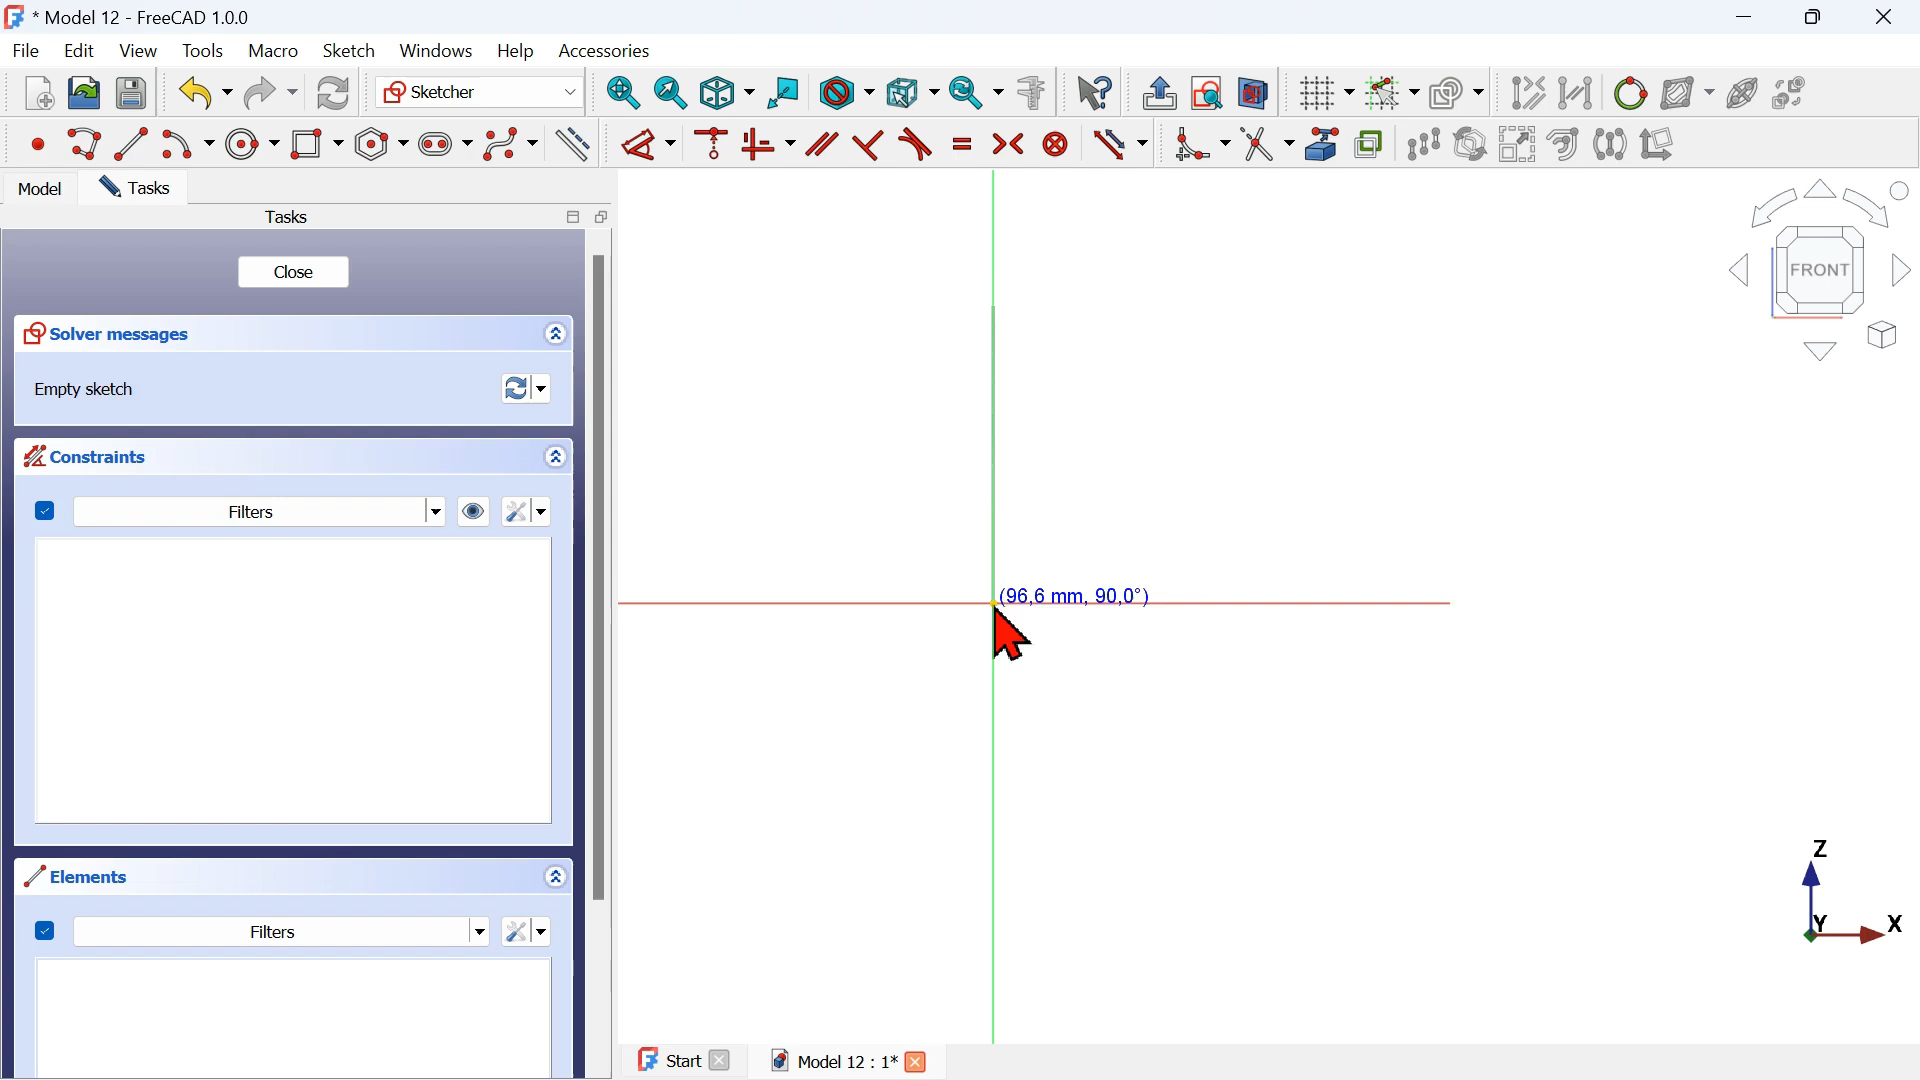 * Model 12 - FreeCAD 1.0.0
File Edit View Tools Macro Sketch Windows Help Accessories
Sketcher
Model Tasks
Tasks
Close
Solver messages
Empty sketch
Constraints
Filters
Elements
Filters
(96,6 mm, 90,0°)
FRONT
Z
Y X
Start Model 12 : 1*